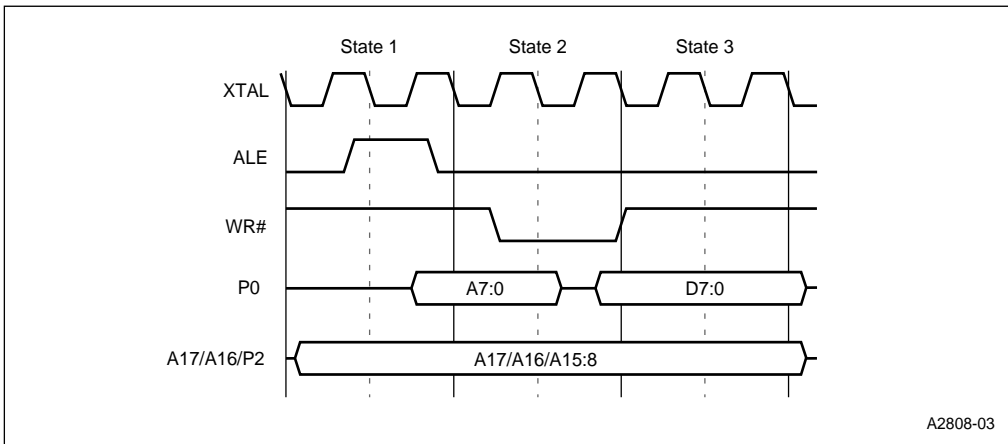 State 1 State 2 State 3
XTAL
ALE
WR#
P0 A7:0 D7:0
A17/A16/P2 A17/A16/A15:8
A2808-03